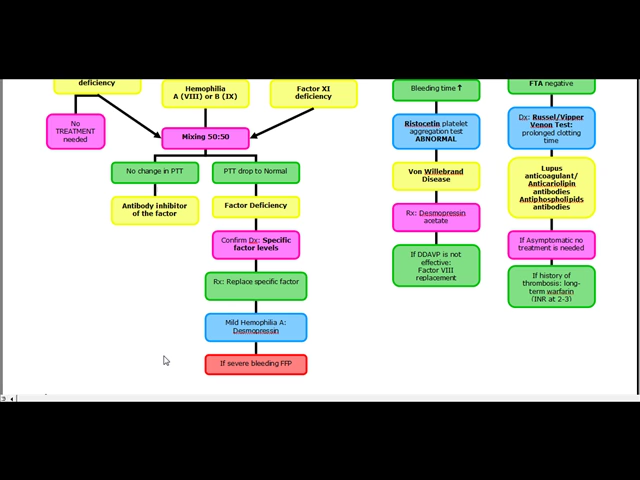 deficiency
No
TREATMENT
needed
Hemophilia
A (VIII) or B (IX)
Factor XI
deficiency
Mixing 50:50
No change in PTT
PTT drop to Normal
Antibody inhibitor
of the factor
Factor Deficiency
Confirm Dx: Specific
factor levels
Rx: Replace specific factor
Mild Hemophilia A:
Desmopressin
If severe bleeding FFP
Bleeding time ↑
Ristocetin platelet
aggregation test
ABNORMAL
Von Willebrand
Disease
Rx: Desmopressin
acetate
If DDAVP is not
effective:
Factor VIII
replacement
FTA negative
Dx: Russel/Vipper
Venon Test:
prolonged clotting
time
Lupus
anticoagulant/
Anticariolipin
antibodies
Antiphospholipids
antibodies
If Asymptomatic no
treatment is needed
If history of
thrombosis: long-
term warfarin
(INR at 2-3)